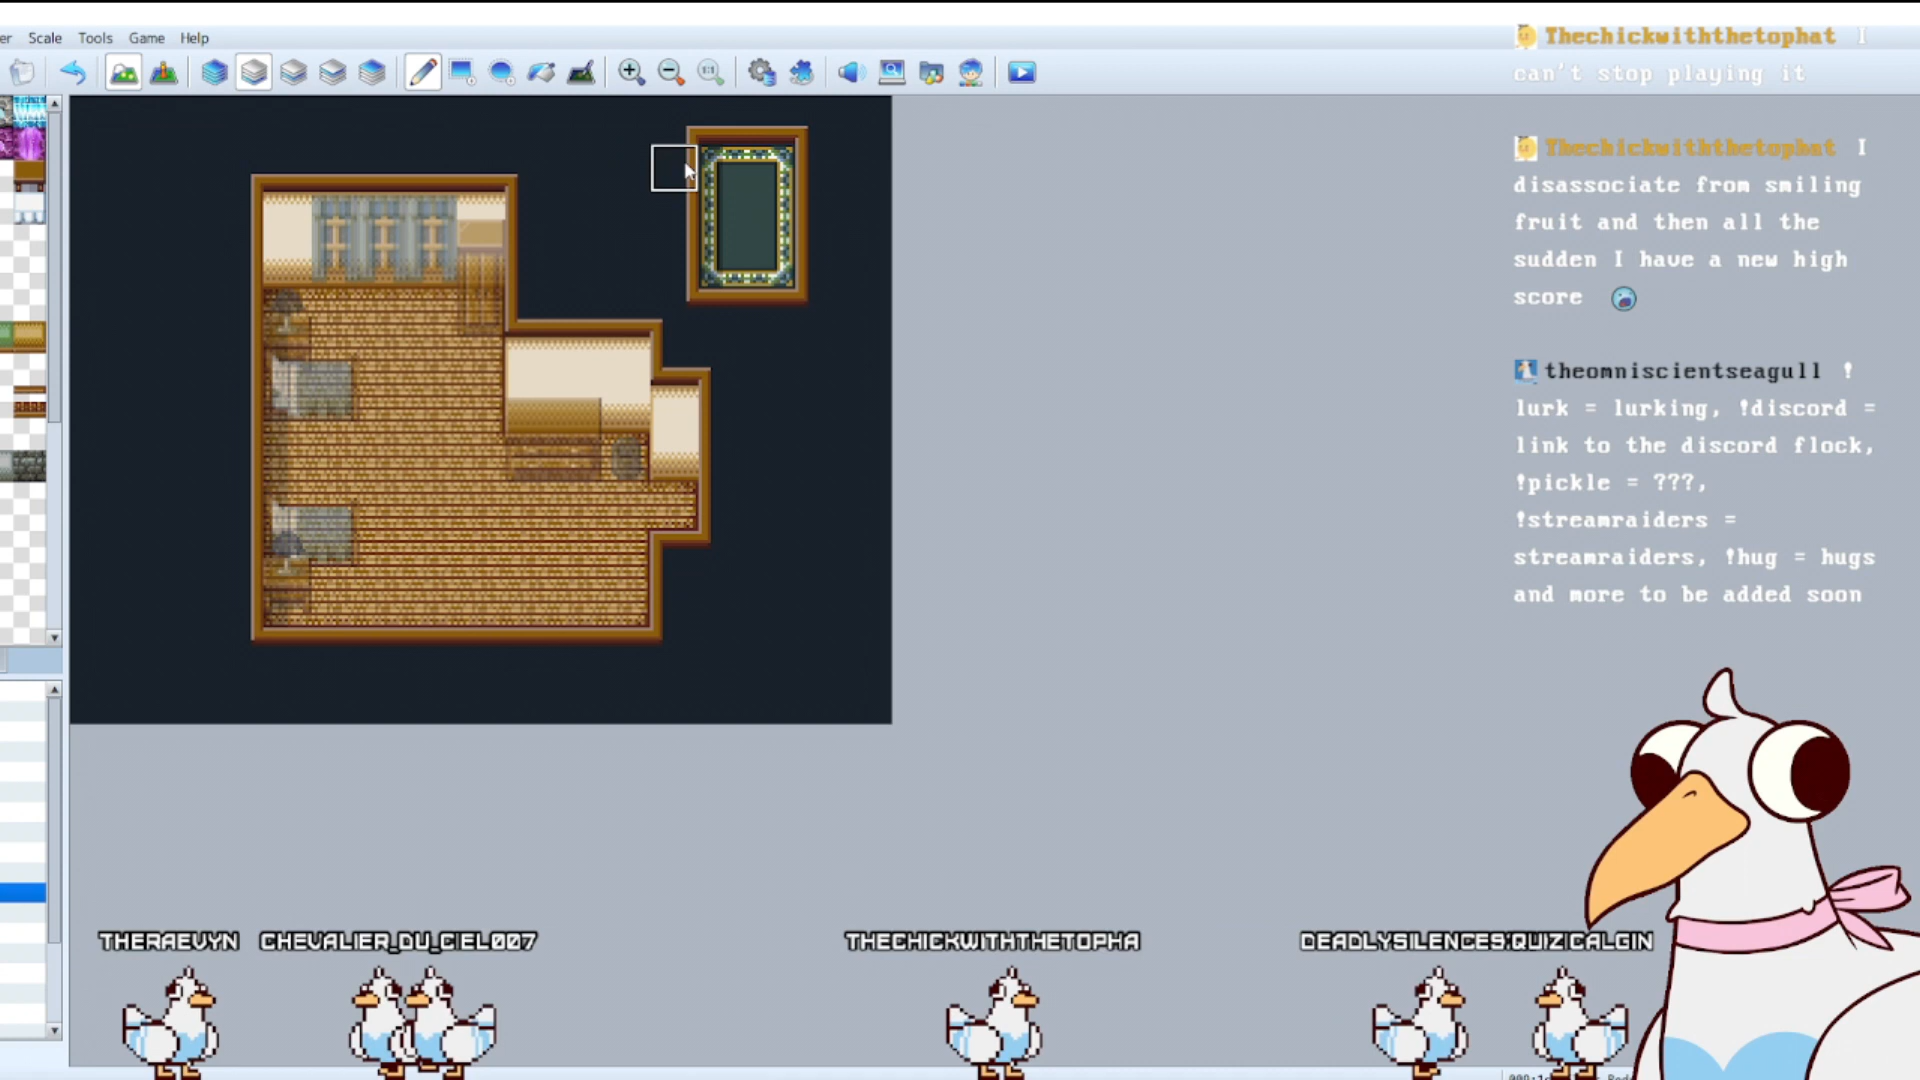 er Scale Tools Game Help
Thechickwiththetophat I
can't stop playing it
Thechickwiththetophat I
disassociate from smiling
fruit and then all the
sudden I have a new high
score
theomniscientseagull !
lurk = lurking, !discord =
link to the discord flock,
!pickle = ???,
!streamraiders =
streamraiders, !hug = hugs
and more to be added soon
THERAEVYN CHEVALIER_DU_CIEL007 THECHICKWITHTHETOPHA